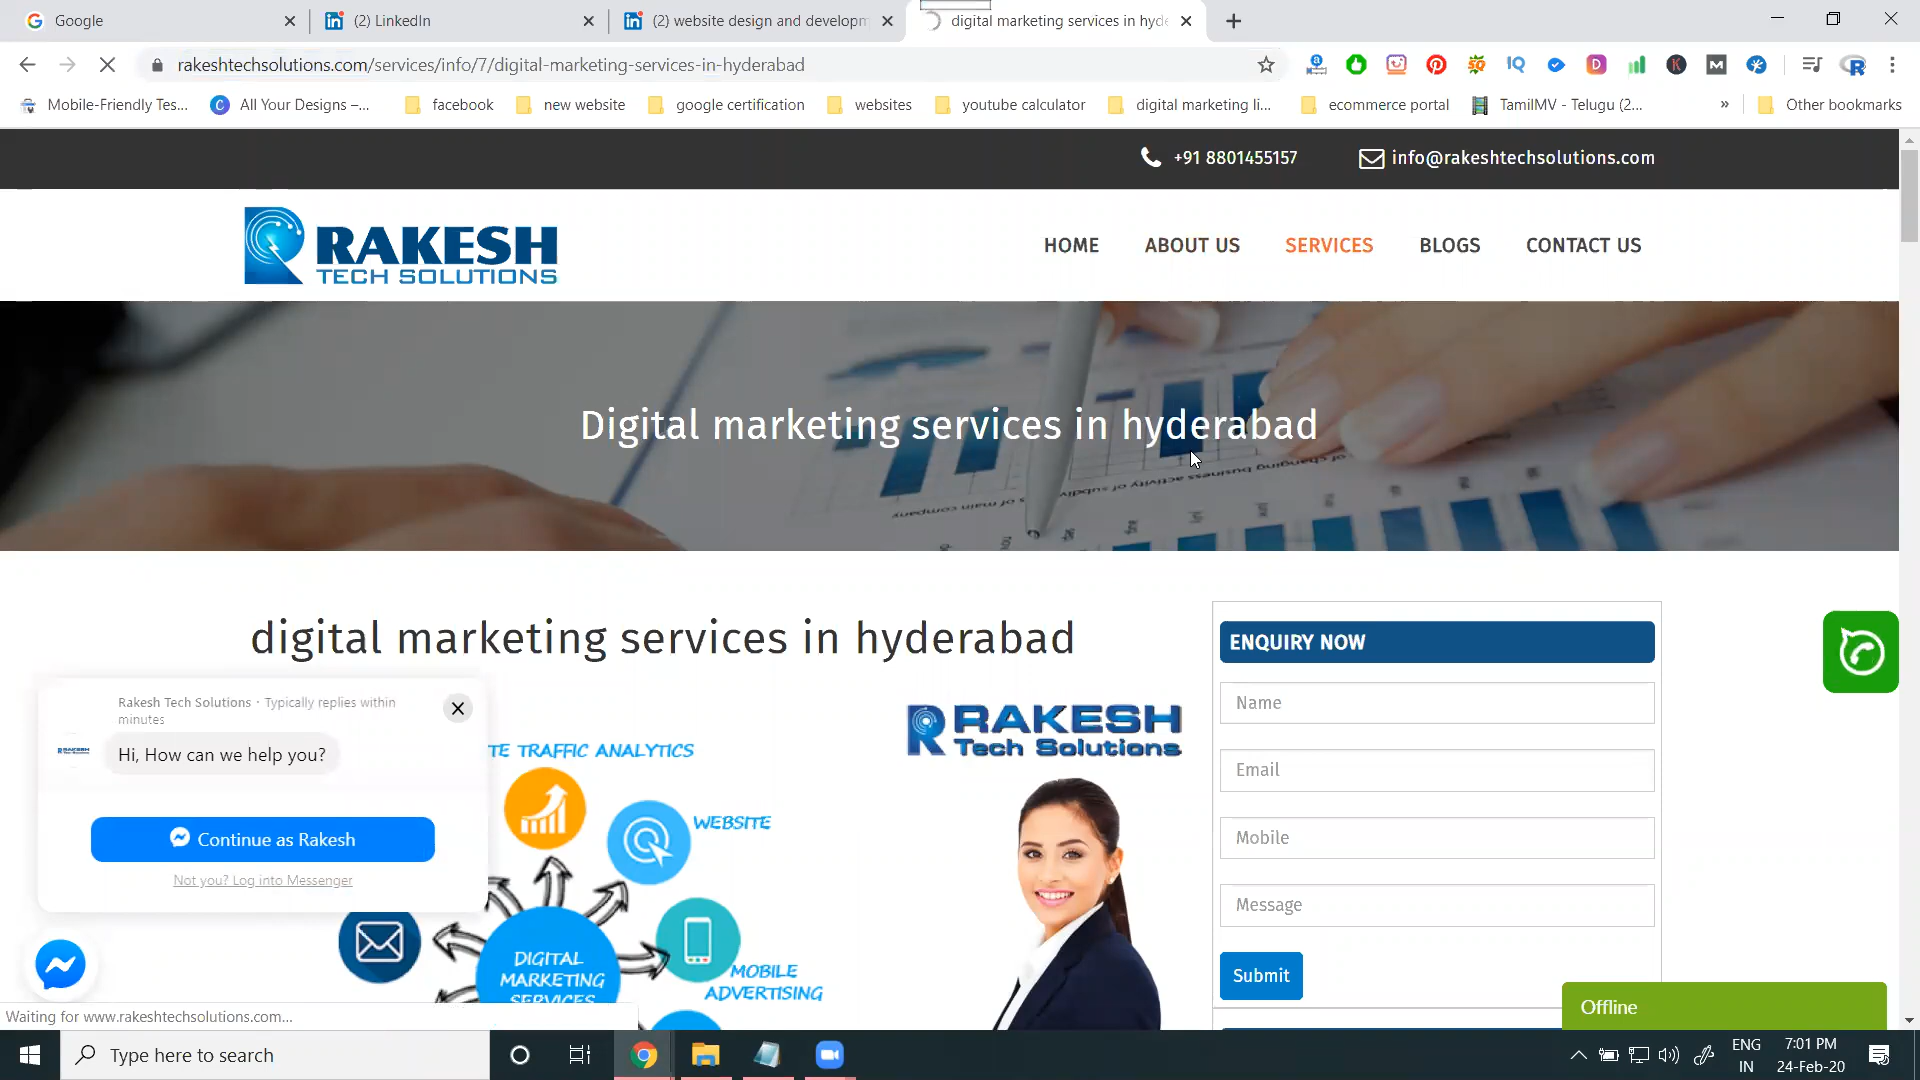 Google
(2) LinkedIn
(2) website design and developm
digital marketing services in hyde
rakeshtechsolutions.com/services/info/7/digital-marketing-services-in-hyderabad
Mobile-Friendly Tes...
All Your Designs –...
facebook
new website
google certification
websites
youtube calculator
digital marketing li...
ecommerce portal
TamilMV - Telugu (2...
»
Other bookmarks
+91 8801455157
info@rakeshtechsolutions.com
RAKESH
TECH SOLUTIONS
HOME
ABOUT US
SERVICES
BLOGS
CONTACT US
Digital marketing services in hyderabad
digital marketing services in hyderabad
ENQUIRY NOW
Name
Email
Mobile
Message
Submit
Rakesh Tech Solutions · Typically replies within
minutes
Hi, How can we help you?
Continue as Rakesh
Not you? Log into Messenger
TE TRAFFIC ANALYTICS
WEBSITE
DIGITAL
MARKETING
SERVICES
MOBILE
ADVERTISING
RAKESH
Tech Solutions
Offline
Waiting for www.rakeshtechsolutions.com...
Type here to search
ENG
IN
7:01 PM
24-Feb-20